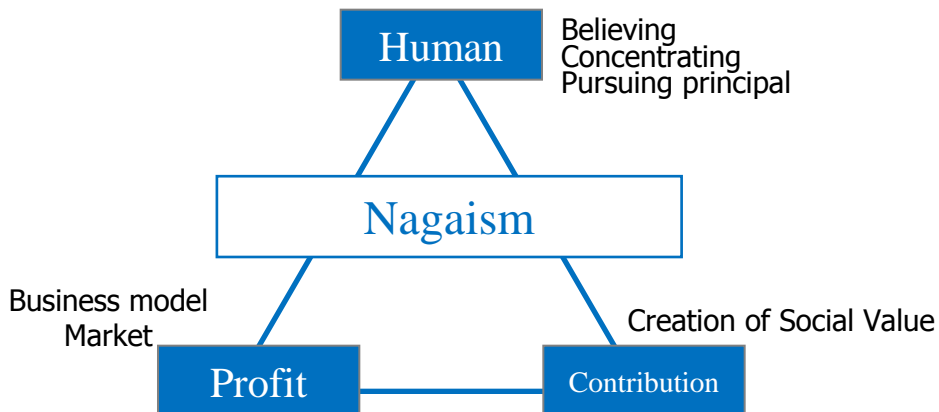 Human
Believing
Concentrating
Pursuing principal
Nagaism
Business model
Market
Creation of Social Value
Profit
Contribution